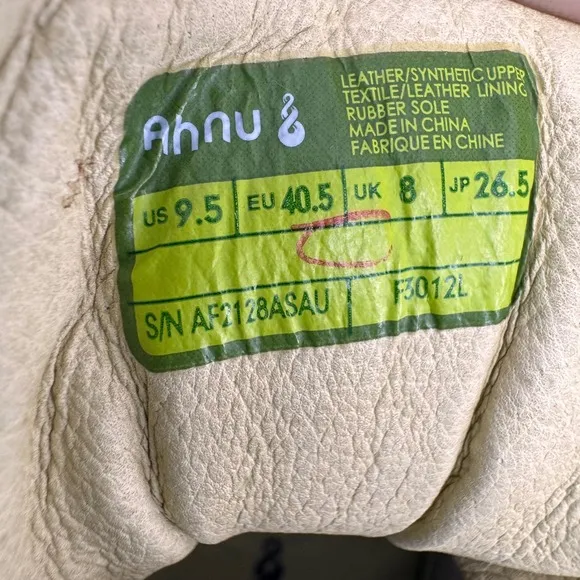 Ahnu
LEATHER/SYNTHETIC UPPER
TEXTILE/LEATHER LINING
RUBBER SOLE
MADE IN CHINA
FABRIQUE EN CHINE
US 9.5 EU 40.5 UK 8 JP 26.5
S/N AF2128ASAU F3012L